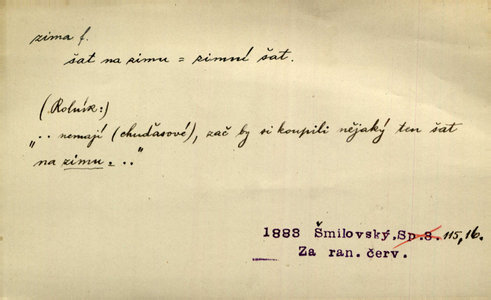 zima f.
šat na zimu = zimní šat.
(Rolník:)
„.. nemají (chudasové), zač by si koupili nějaký ten šat
na zimu. .."
1883 Šmilovský, Sp. 8. 115, 16.
Za ran. červ.